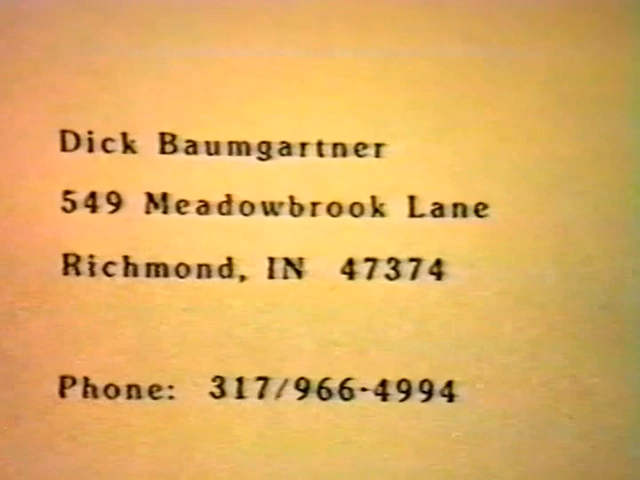 Dick Baumgartner
549 Meadowbrook Lane
Richmond, IN 47374
Phone: 317/966-4994